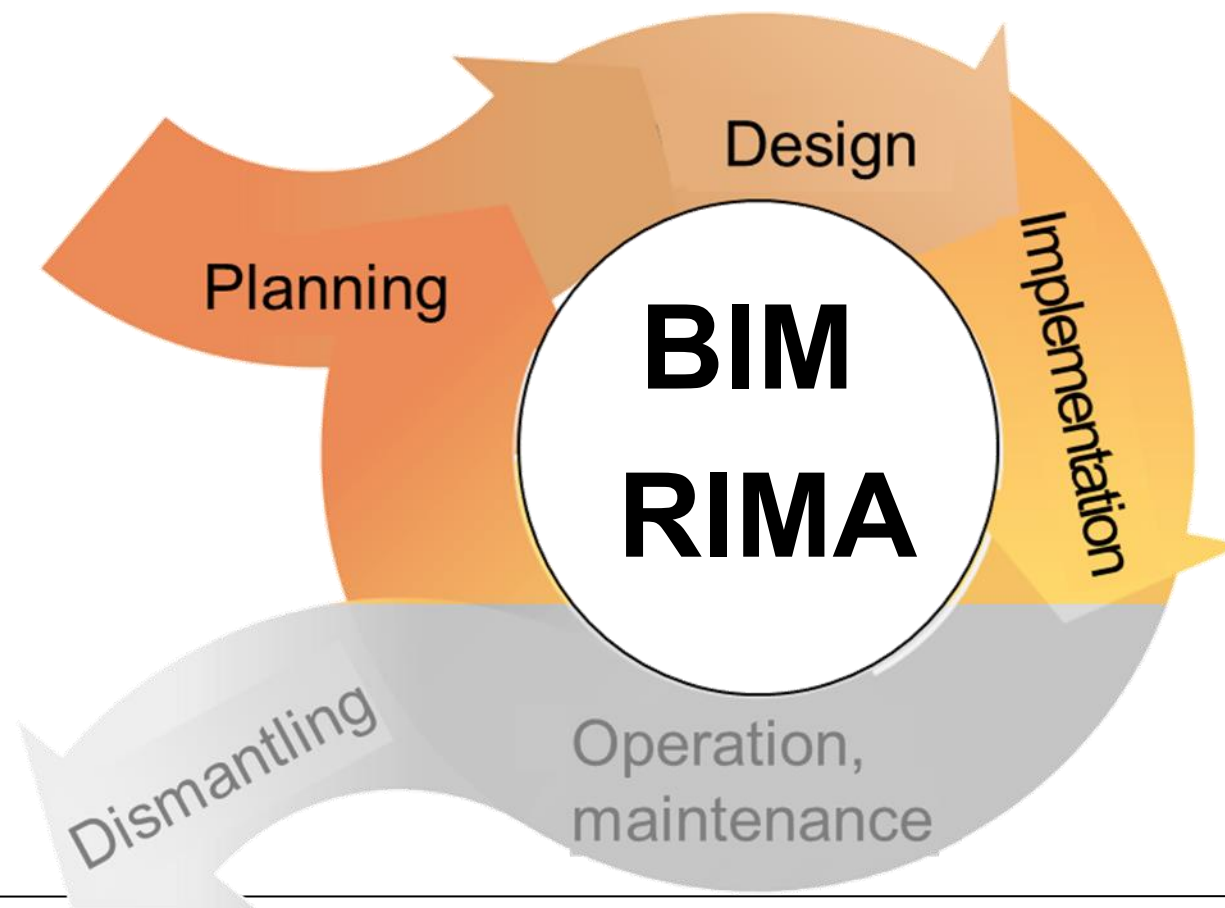 Design
Planning
Implementation
BIM
RIMA
Dismantling
Operation,
maintenance